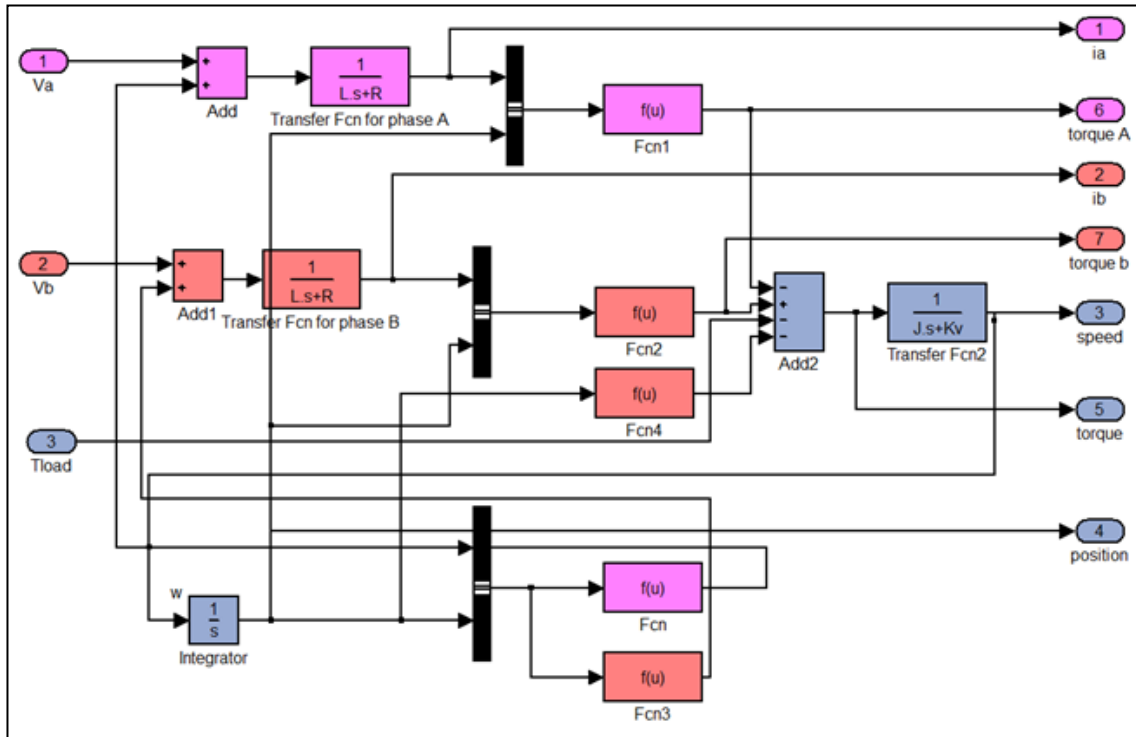 1
Va
+
+
Add
1
L.s+R
Transfer Fcn for phase A
f(u)
Fcn1
1
ia
6
torque A
2
ib
2
Vb
+
+
Add1
1
L.s+R
Transfer Fcn for phase B
f(u)
Fcn2
f(u)
Fcn4
−
+
−
−
Add2
1
J.s+Kv
Transfer Fcn2
7
torque b
3
speed
5
torque
3
Tload
4
position
w
1
s
Integrator
f(u)
Fcn
f(u)
Fcn3